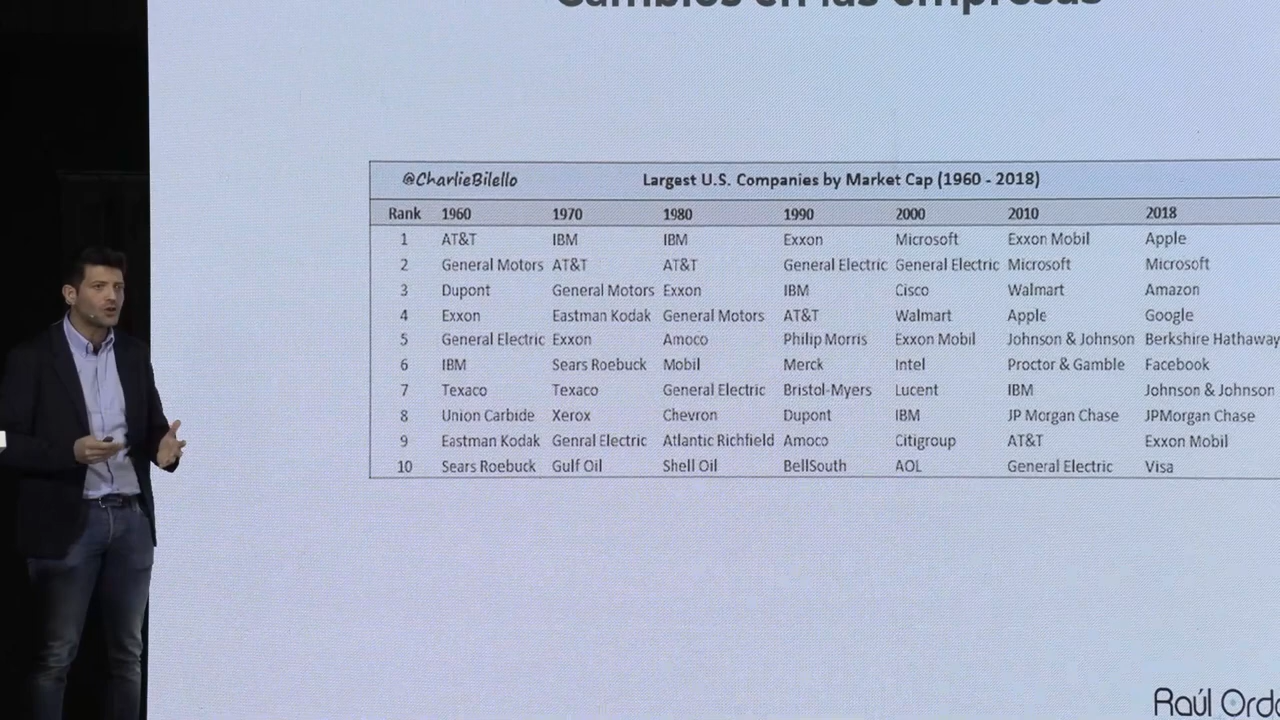 Cambios en las empresas
@CharlieBilello Largest U.S. Companies by Market Cap (1960 - 2018)
Rank 1960 1970 1980 1990 2000 2010 2018
1 AT&T IBM IBM Exxon Microsoft Exxon Mobil Apple
2 General Motors AT&T AT&T General Electric General Electric Microsoft Microsoft
3 Dupont General Motors Exxon IBM Cisco Walmart Amazon
4 Exxon Eastman Kodak General Motors AT&T Walmart Apple Google
5 General Electric Exxon Amoco Philip Morris Exxon Mobil Johnson & Johnson Berkshire Hathaway
6 IBM Sears Roebuck Mobil Merck Intel Proctor & Gamble Facebook
7 Texaco Texaco General Electric Bristol-Myers Lucent IBM Johnson & Johnson
8 Union Carbide Xerox Chevron Dupont IBM JP Morgan Chase JPMorgan Chase
9 Eastman Kodak Genral Electric Atlantic Richfield Amoco Citigroup AT&T Exxon Mobil
10 Sears Roebuck Gulf Oil Shell Oil BellSouth AOL General Electric Visa
Raúl